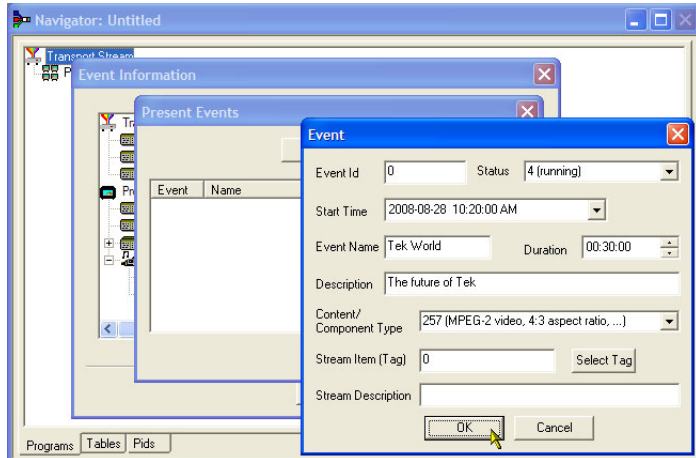 Navigator: Untitled
Transport Stream
P
Event Information
Present Events
Tr
Pr
Event Name
Event
Event Id 0 Status 4 (running)
Start Time 2008-08-28 10:20:00 AM
Event Name Tek World Duration 00:30:00
Description The future of Tek
Content/
Component Type 257 (MPEG-2 video, 4:3 aspect ratio, ...)
Stream Item (Tag) 0 Select Tag
Stream Description
OK Cancel
Programs Tables Pids